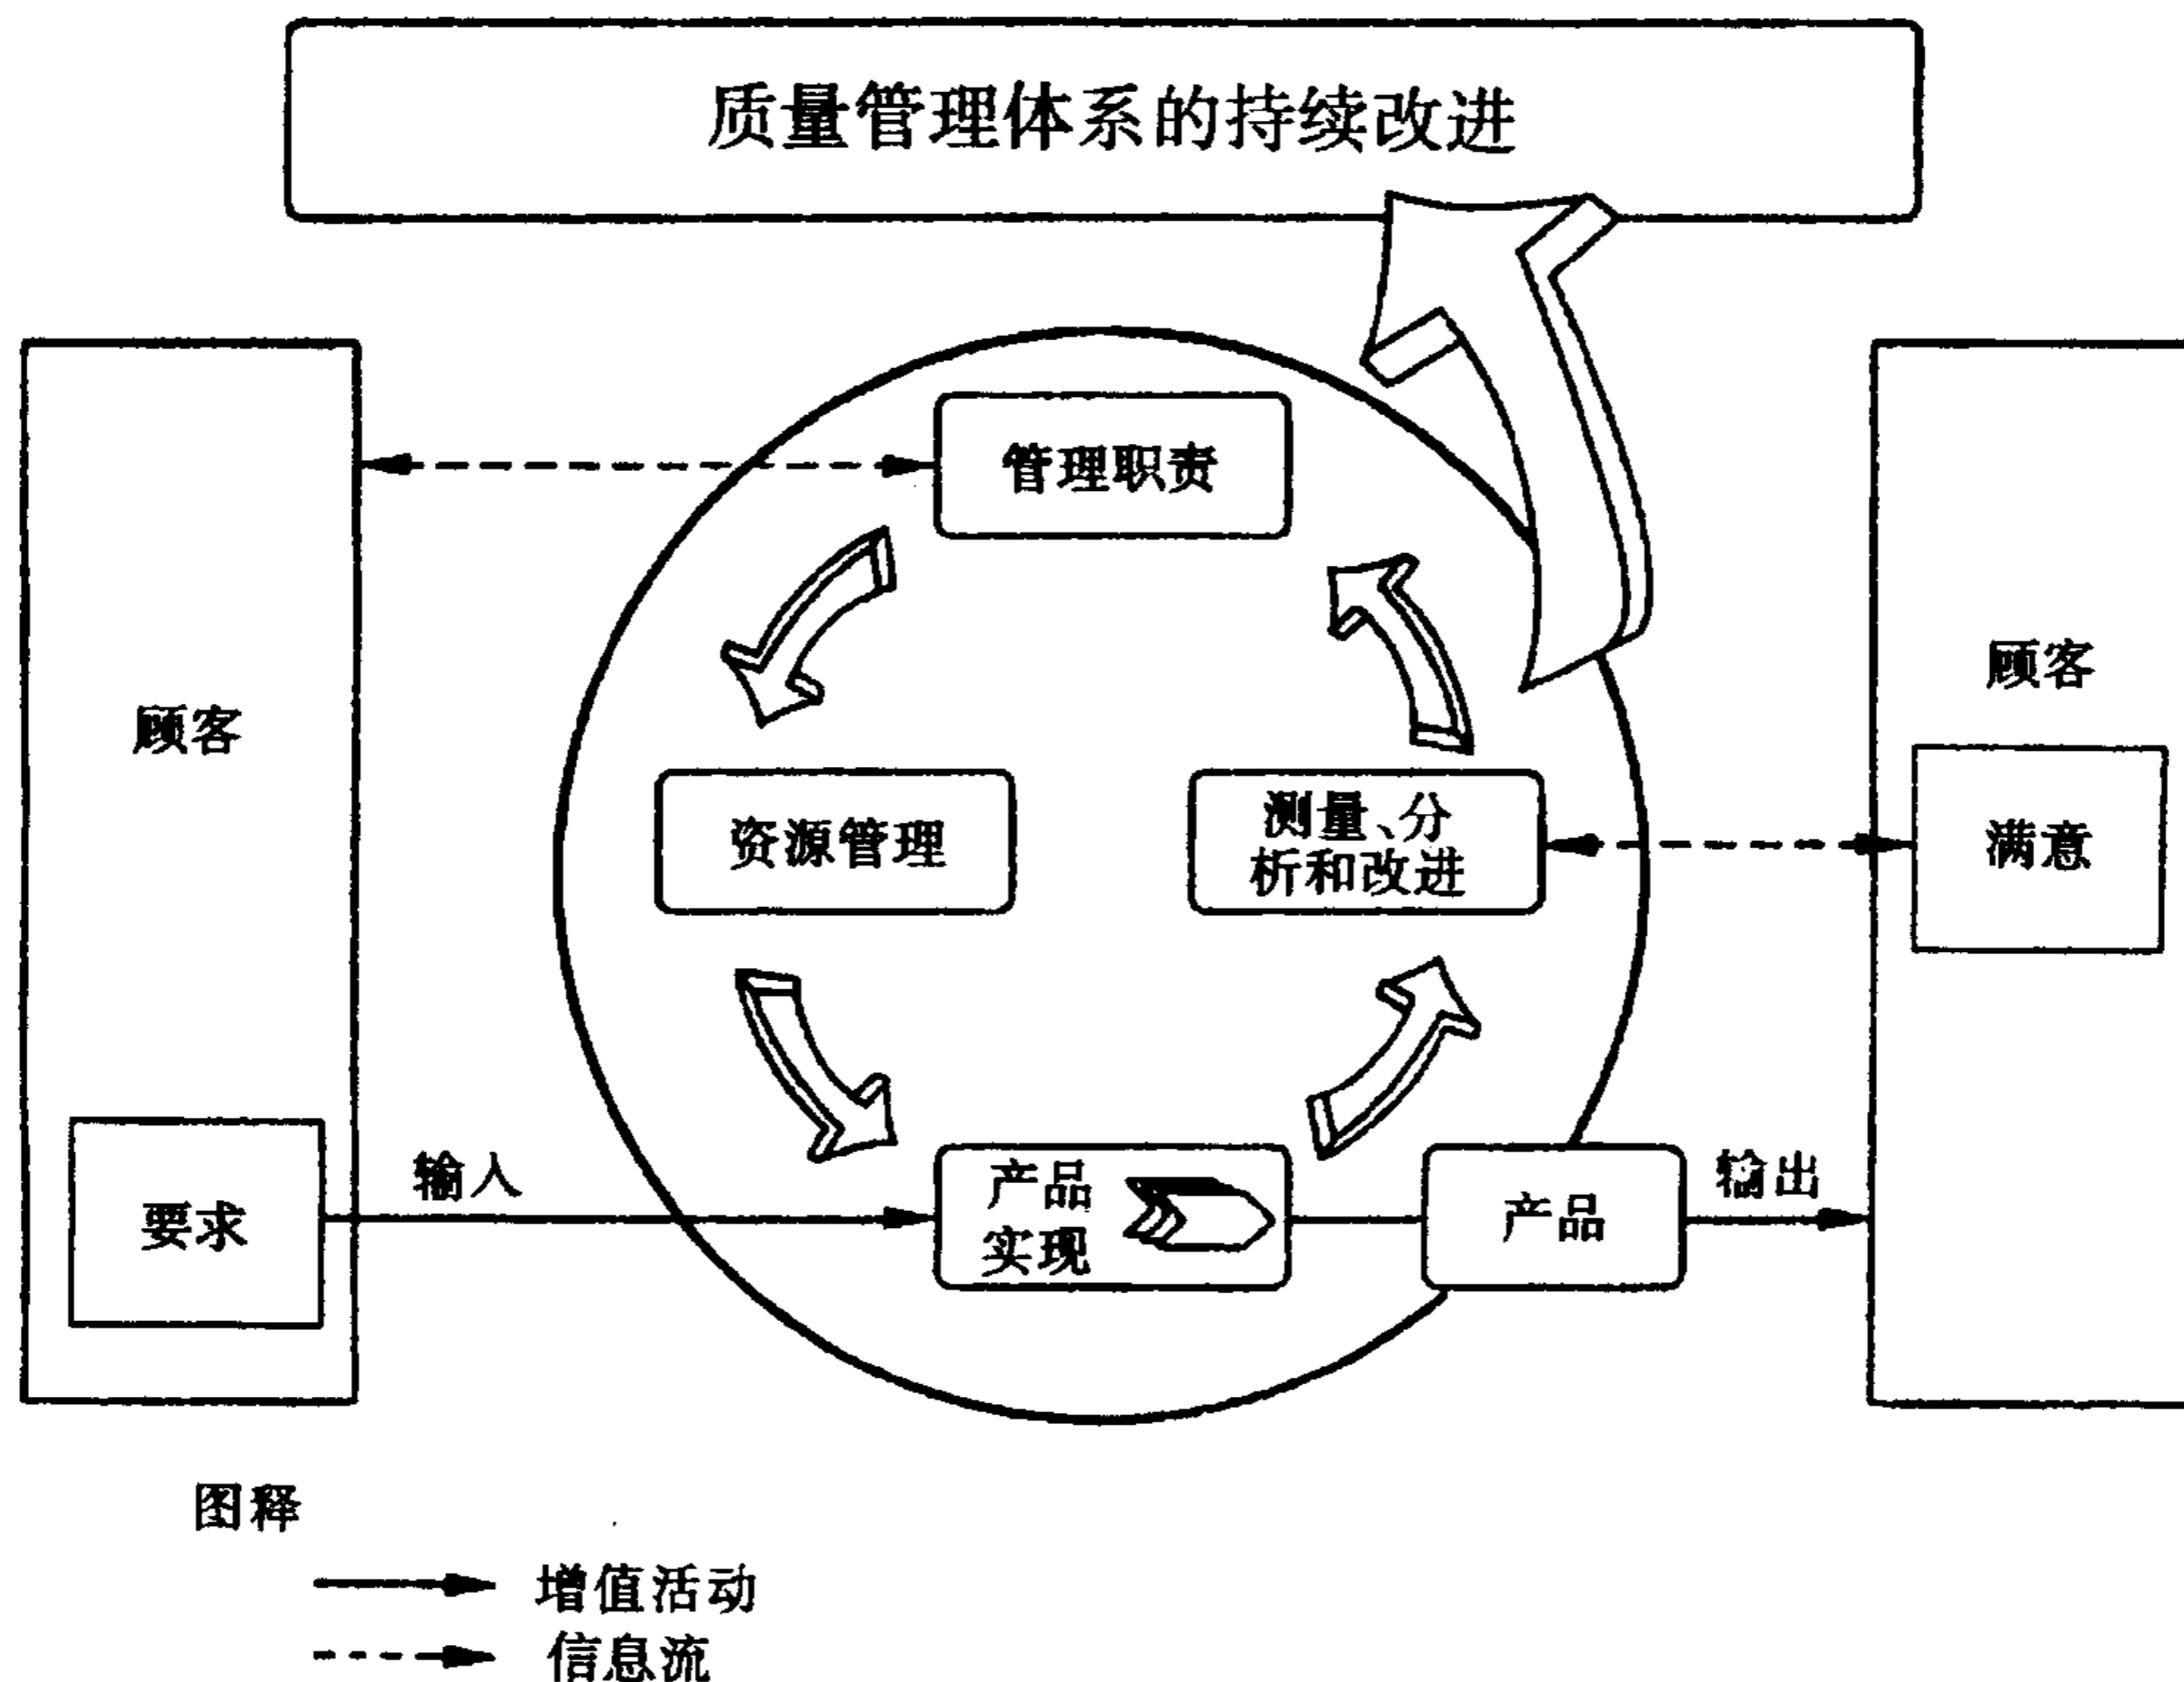 质量管理体系的持续改进
管理职责
顾客
顾客
资源管理
测量、分
析和改进
满意
要求
输入
产品
实现
产品
输出
图释
增值活动
信息流